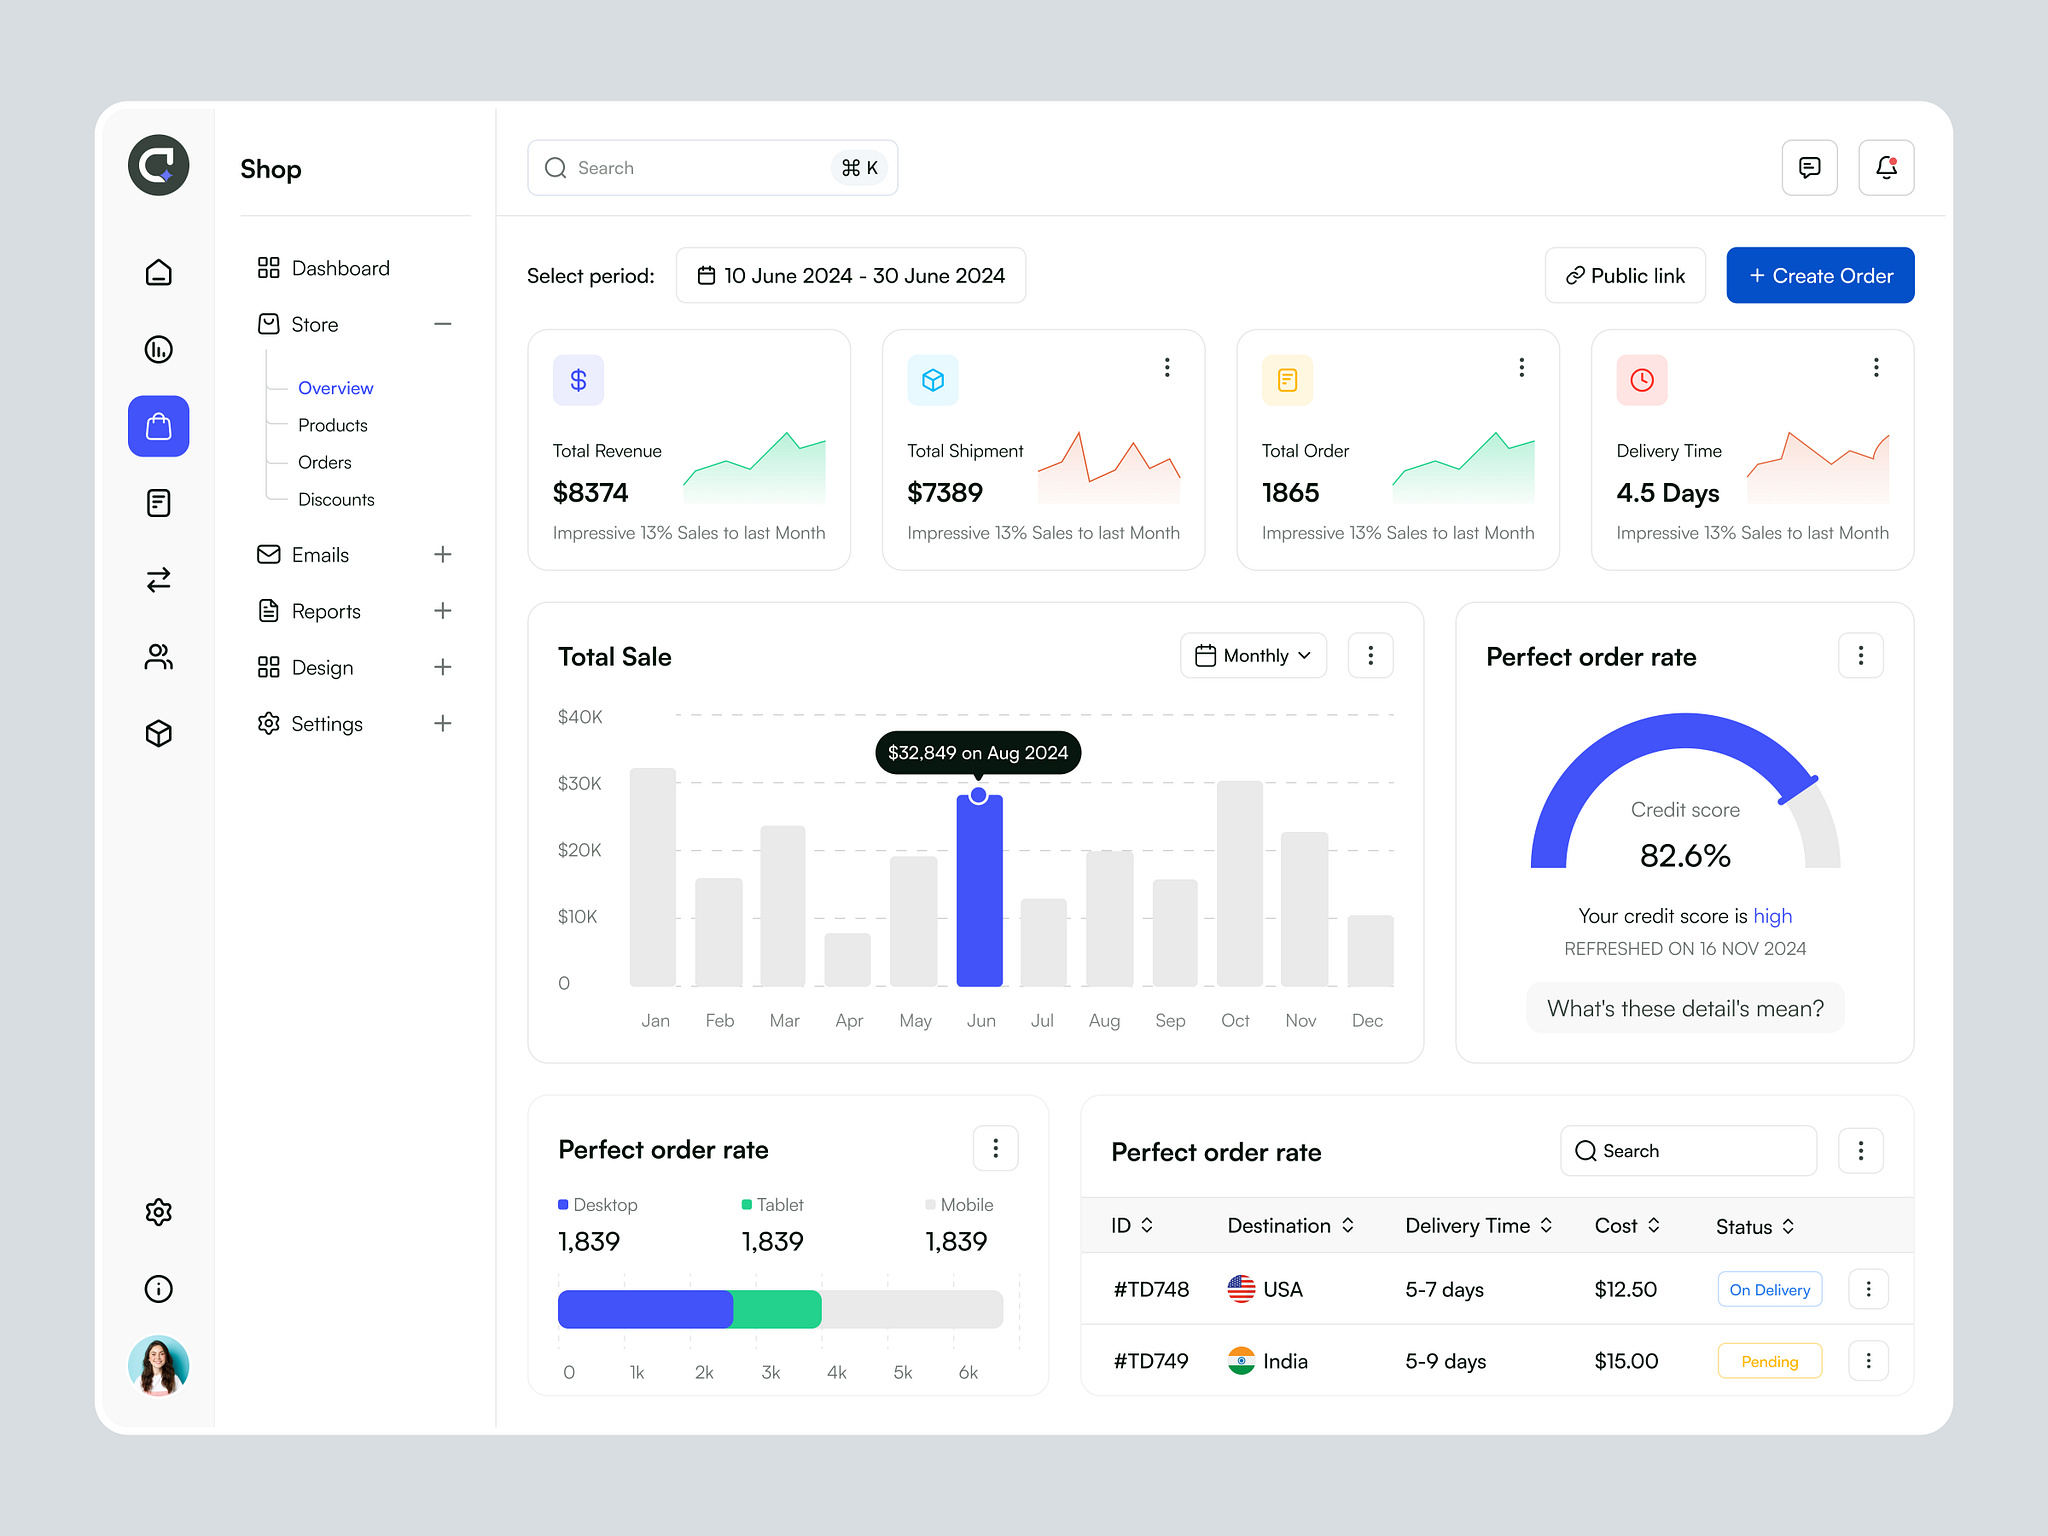 Shop
Search
⌘ K
Dashboard
Store
Overview
Products
Orders
Discounts
Emails
Reports
Design
Settings
Select period:
10 June 2024 - 30 June 2024
Public link
+ Create Order
Total Revenue
$8374
Impressive 13% Sales to last Month
Total Shipment
$7389
Impressive 13% Sales to last Month
Total Order
1865
Impressive 13% Sales to last Month
Delivery Time
4.5 Days
Impressive 13% Sales to last Month
Total Sale
Monthly
$40K
$30K
$20K
$10K
0
$32,849 on Aug 2024
Jan Feb Mar Apr May Jun Jul Aug Sep Oct Nov Dec
Perfect order rate
Credit score
82.6%
Your credit score is high
REFRESHED ON 16 NOV 2024
What's these detail's mean?
Perfect order rate
Desktop Tablet Mobile
1,839 1,839 1,839
0 1k 2k 3k 4k 5k 6k
Perfect order rate
Search
ID Destination Delivery Time Cost Status
#TD748 USA 5-7 days $12.50 On Delivery
#TD749 India 5-9 days $15.00 Pending